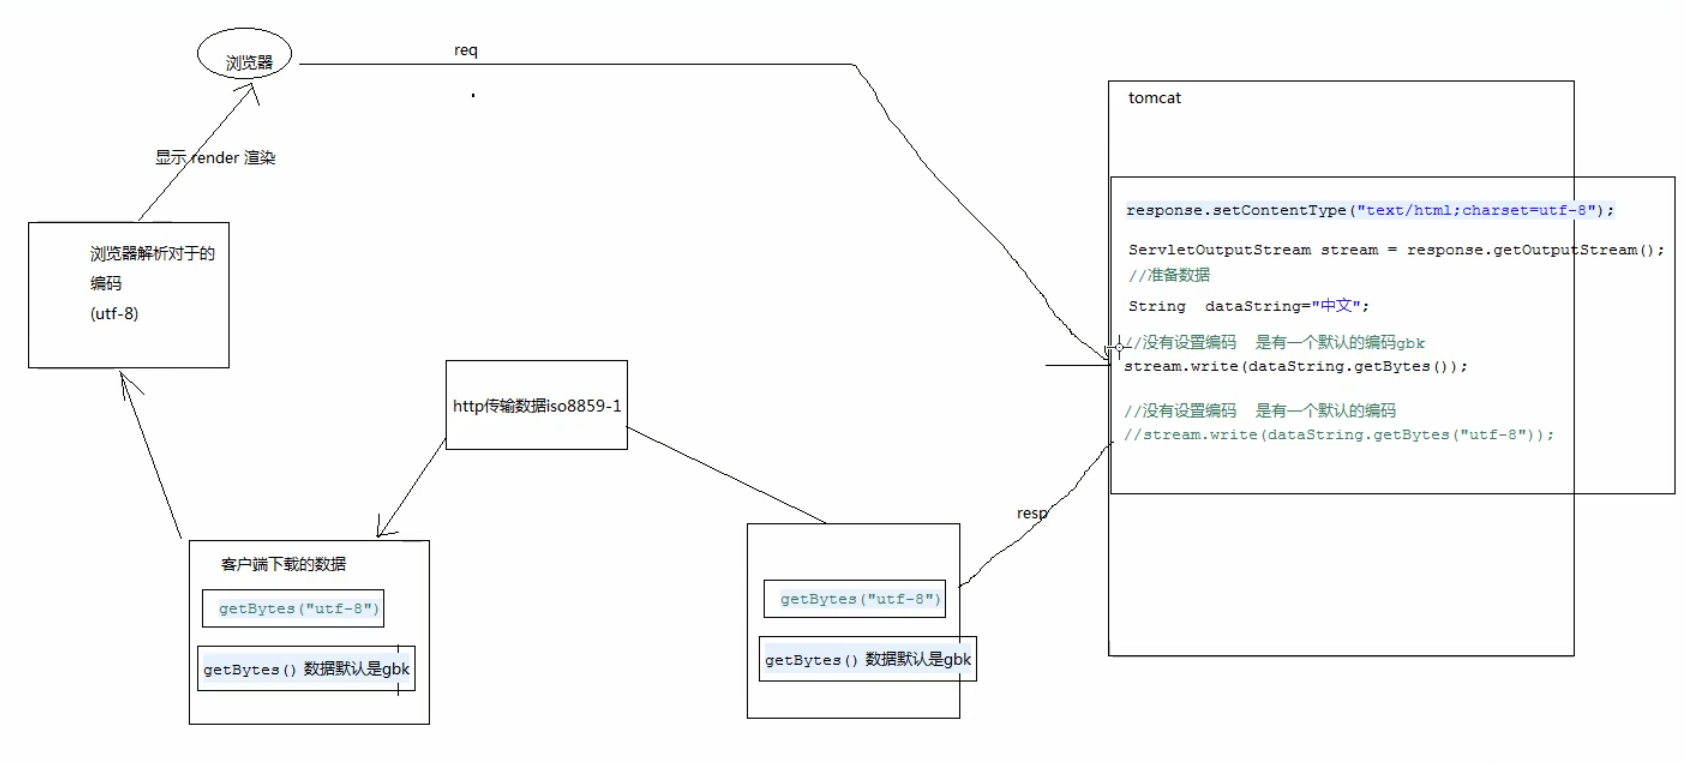 浏览器
req
tomcat
显示 render 渲染
response.setContentType("text/html;charset=utf-8");
ServletOutputStream stream = response.getOutputStream();
//准备数据
String dataString="中文";
//没有设置编码 是有一个默认的编码gbk
stream.write(dataString.getBytes());
//没有设置编码 是有一个默认的编码
//stream.write(dataString.getBytes("utf-8"));
浏览器解析对于的
编码
(utf-8)
http传输数据iso8859-1
resp
客户端下载的数据
getBytes("utf-8")
getBytes() 数据默认是gbk
getBytes("utf-8")
getBytes() 数据默认是gbk